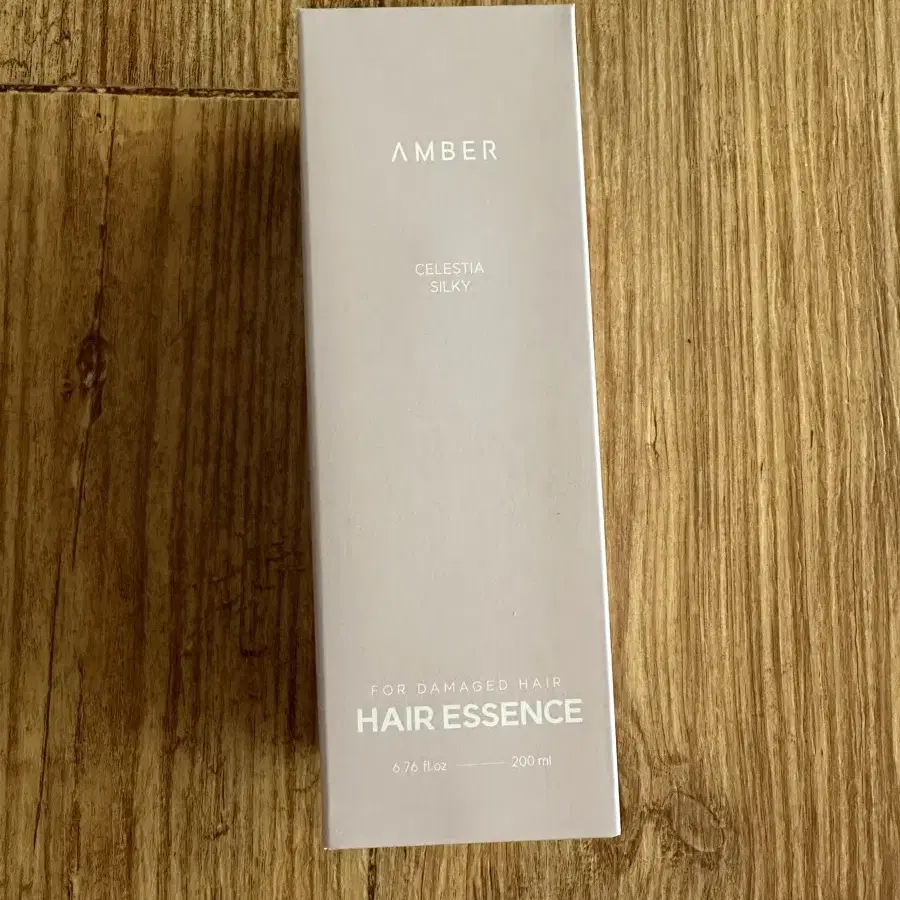 AMBER
CELESTIA
SILKY
FOR DAMAGED HAIR
HAIR ESSENCE
6.76 fl.oz 200 ml